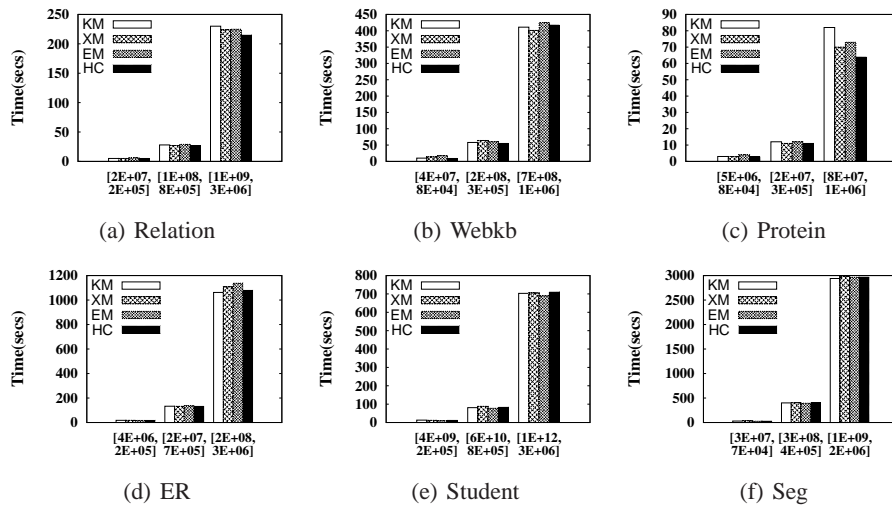 250
200
150
100
50
0
Time(secs)
KM
XM
EM
HC
[2E+07, [1E+08, [1E+09,
2E+05] 8E+05] 3E+06]
(a) Relation
450
400
350
300
250
200
150
100
50
0
Time(secs)
KM
XM
EM
HC
[4E+07, [2E+08, [7E+08,
8E+04] 3E+05] 1E+06]
(b) Webkb
90
80
70
60
50
40
30
20
10
0
Time(secs)
KM
XM
EM
HC
[5E+06, [2E+07, [8E+07,
8E+04] 3E+05] 1E+06]
(c) Protein
1200
1000
800
600
400
200
0
Time(secs)
KM
XM
EM
HC
[4E+06, [2E+07, [2E+08,
2E+05] 7E+05] 3E+06]
(d) ER
800
700
600
500
400
300
200
100
0
Time(secs)
KM
XM
EM
HC
[4E+09, [6E+10, [1E+12,
2E+05] 8E+05] 3E+06]
(e) Student
3000
2500
2000
1500
1000
500
0
Time(secs)
KM
XM
EM
HC
[3E+07, [3E+08, [1E+09,
7E+04] 4E+05] 2E+06]
(f) Seg